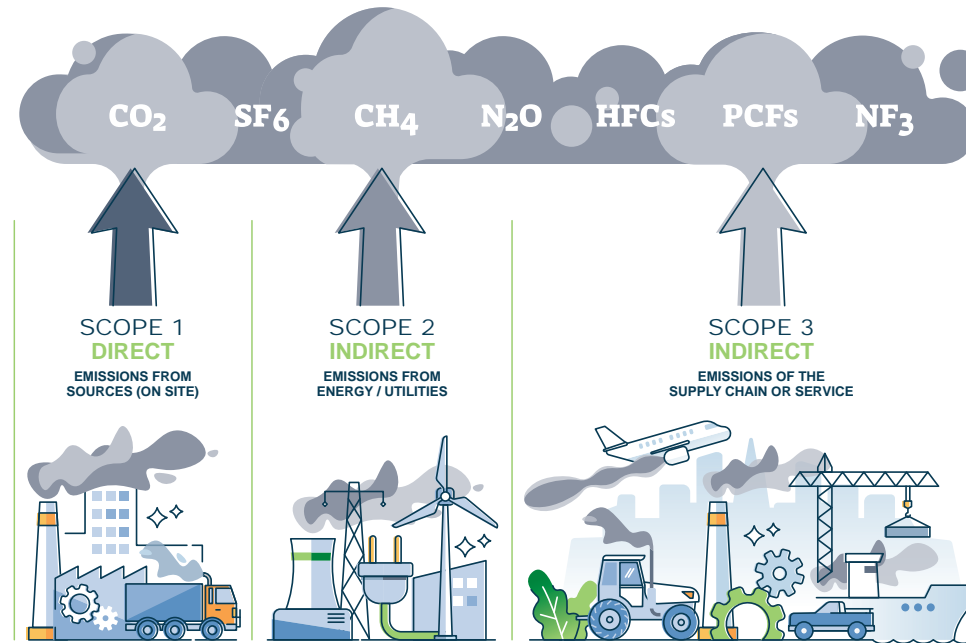 CO₂ SF₆ CH₄ N₂O HFCs PCFs NF₃
SCOPE 1
DIRECT
EMISSIONS FROM
SOURCES (ON SITE)
SCOPE 2
INDIRECT
EMISSIONS FROM
ENERGY / UTILITIES
SCOPE 3
INDIRECT
EMISSIONS OF THE
SUPPLY CHAIN OR SERVICE